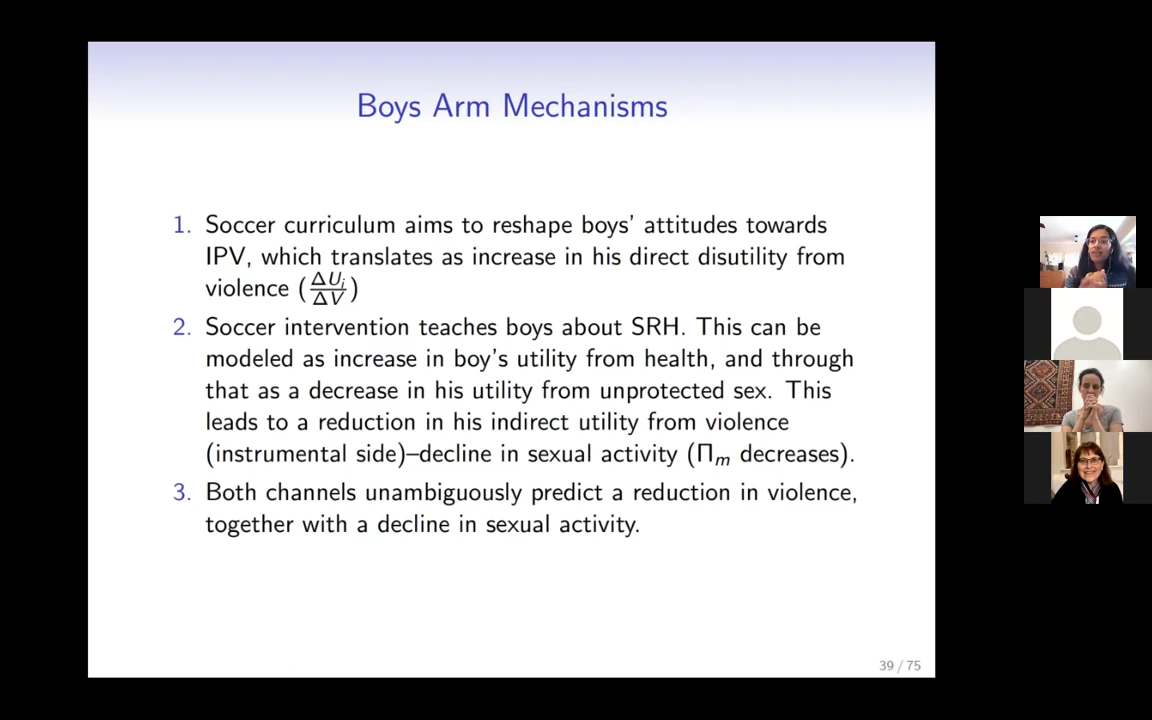 Boys Arm Mechanisms
1. Soccer curriculum aims to reshape boys' attitudes towards
IPV, which translates as increase in his direct disutility from
violence (ΔUᵢ/ΔV)
2. Soccer intervention teaches boys about SRH. This can be
modeled as increase in boy's utility from health, and through
that as a decrease in his utility from unprotected sex. This
leads to a reduction in his indirect utility from violence
(instrumental side)–decline in sexual activity (Πₘ decreases).
3. Both channels unambiguously predict a reduction in violence,
together with a decline in sexual activity.
39 / 75